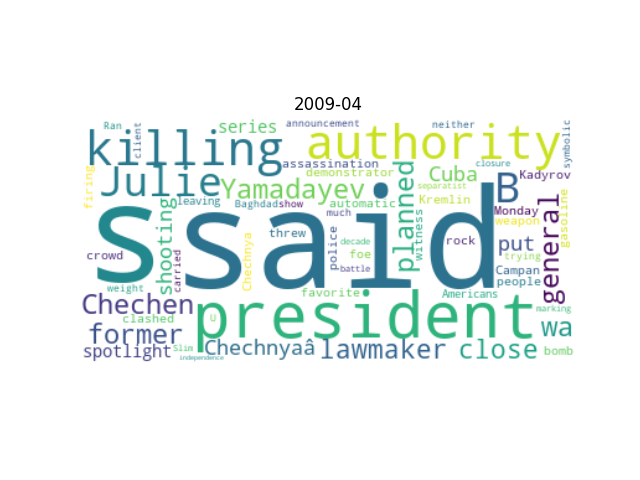 2009-04
Ran
client
series
announcement
neither
symbolic
killing
authority
assassination
demonstrator
closure
firing
Julie
Yamadayev
planned
Cuba
separatist
B
Kadyrov
leaving
Baghdad
show
automatic
Kremlin
Monday
weapon
gasoline
s
said
shooting
Chechnya
threw
much
police
decade
foe
battle
witness
rock
put
trying
general
crowd
carried
Campan
people
weight
favorite
Americans
marking
Chechen
president
clashed
U
former
wa
spotlight
Slim
Chechnyaâ
independence
lawmaker
close
bomb